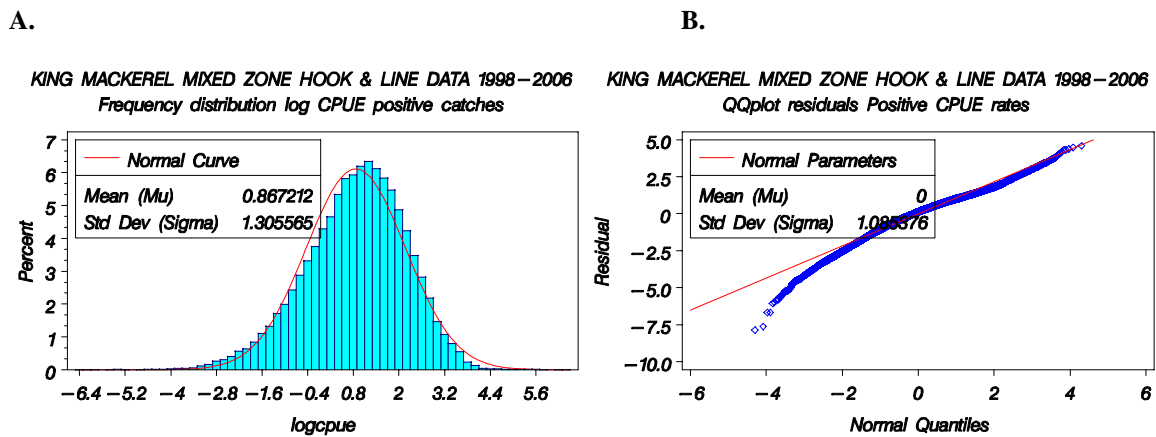 A.
KING MACKEREL MIXED ZONE HOOK & LINE DATA 1998−2006
Frequency distribution log CPUE positive catches
7
6
5
4
3
2
1
0
Percent
Normal Curve
Mean (Mu) 0.867212
Std Dev (Sigma) 1.305565
−6.4 −5.2 −4 −2.8 −1.6 −0.4 0.8 2 3.2 4.4 5.6
logcpue
B.
KING MACKEREL MIXED ZONE HOOK & LINE DATA 1998−2006
QQplot residuals Positive CPUE rates
5.0
2.5
0
−2.5
−5.0
−7.5
−10.0
Residual
Normal Parameters
Mean (Mu) 0
Std Dev (Sigma) 1.085376
−6 −4 −2 0 2 4 6
Normal Quantiles